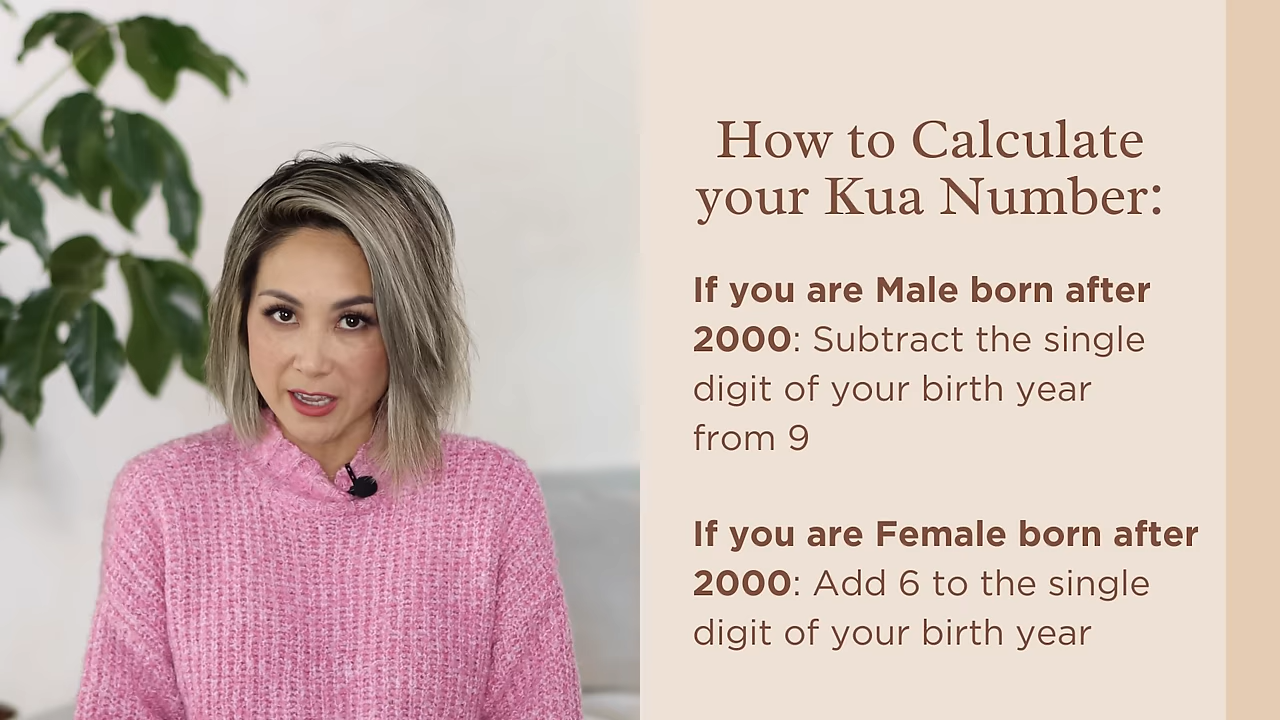 How to Calculate
your Kua Number:
If you are Male born after
2000: Subtract the single
digit of your birth year
from 9
If you are Female born after
2000: Add 6 to the single
digit of your birth year